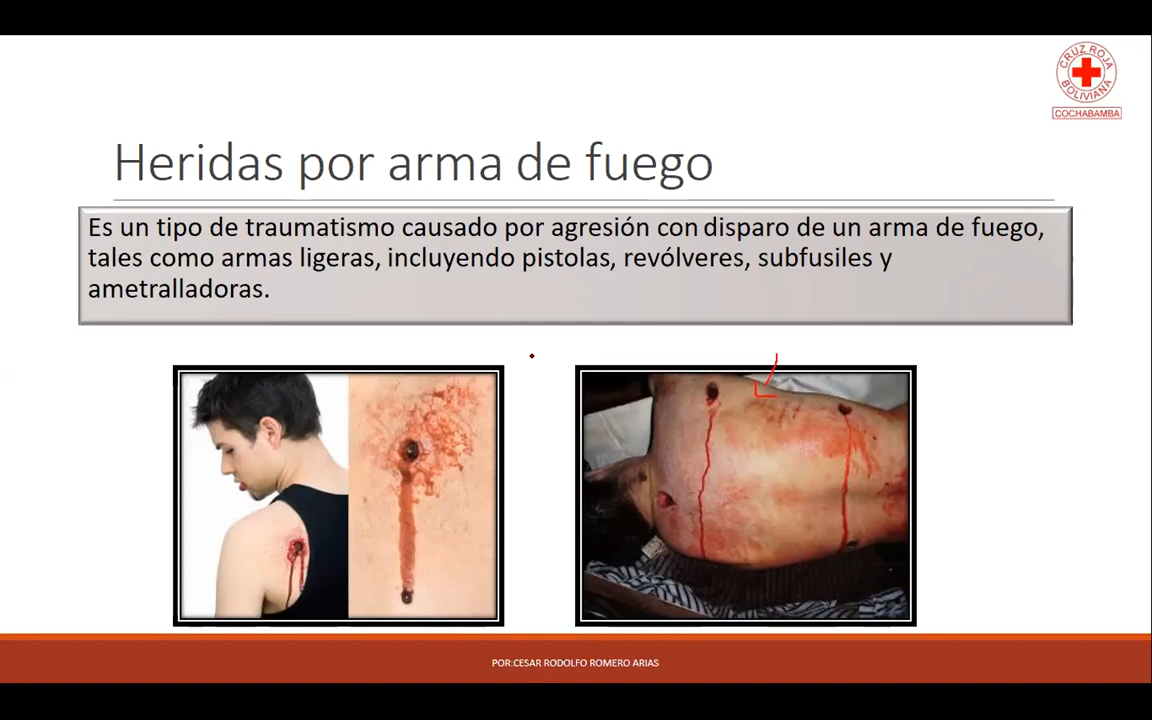 CRUZ ROJA
BOLIVIANA
COCHABAMBA
Heridas por arma de fuego
Es un tipo de traumatismo causado por agresión con disparo de un arma de fuego,
tales como armas ligeras, incluyendo pistolas, revólveres, subfusiles y
ametralladoras.
POR:CESAR RODOLFO ROMERO ARIAS